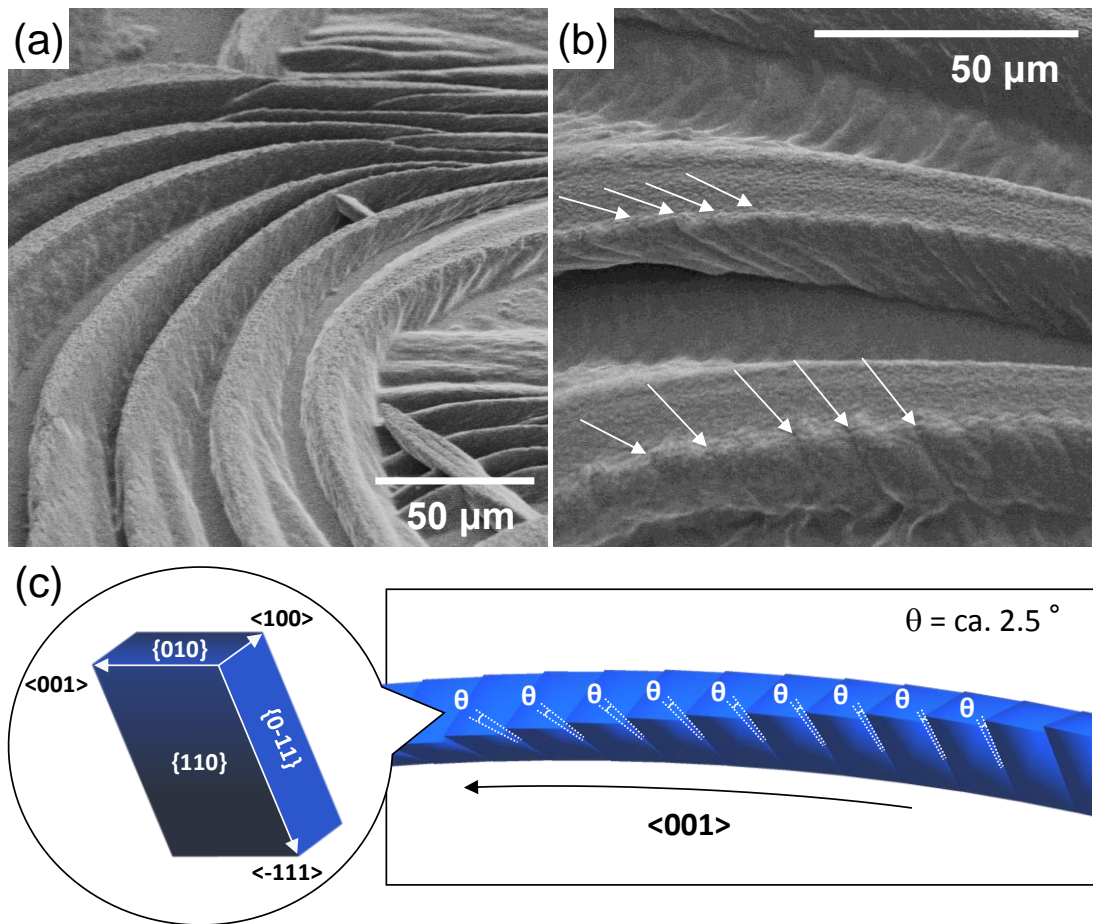 (a)
(b)
50 µm
50 µm
(c)
θ = ca. 2.5 °
<100>
{010}
<001>
{110}
{0-11}
<-111>
θ θ θ θ θ θ θ θ θ
<001>